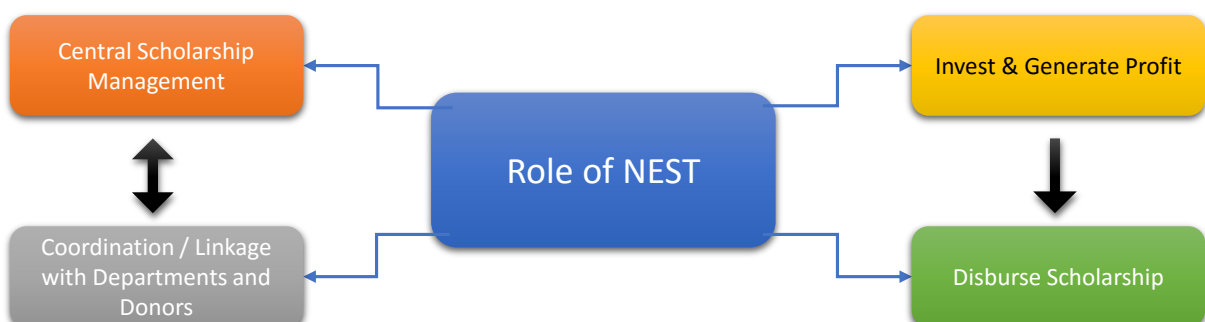 Central Scholarship
Management
Invest & Generate Profit
Role of NEST
Coordination / Linkage
with Departments and
Donors
Disburse Scholarship